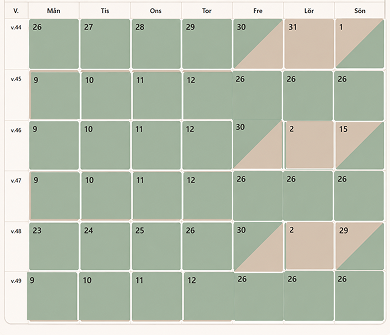 V. Mån Tis Ons Tor Fre Lör Sön
v.44 26 27 28 29 30 31 1
v.45 9 10 11 12 26 26 26
v.46 9 10 11 12 30 2 15
v.47 9 10 11 12 26 26 26
v.48 23 24 25 26 30 2 29
v.49 9 10 11 12 26 26 26